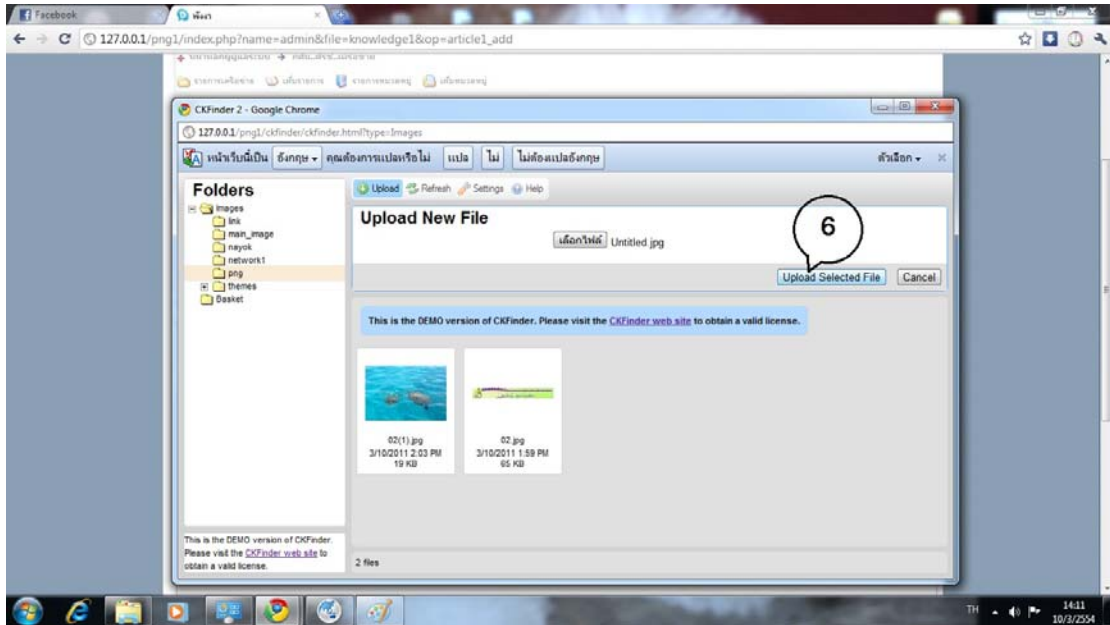 Facebook
พังงา
127.0.0.1/png1/index.php?name=admin&file=knowledge1&op=article1_add
CKFinder 2 - Google Chrome
127.0.0.1/png1/ckfinder/ckfinder.html?type=Images
หน้าเว็บนี้เป็น อังกฤษ คุณต้องการแปลหรือไม่ แปล ไม่ ไม่ต้องแปลอังกฤษ ตัวเลือก
Folders
Images
link
main_image
nayok
network1
png
themes
Basket
Upload Refresh Settings Help
Upload New File
เลือกไฟล์ Untitled.jpg
6
Upload Selected File Cancel
This is the DEMO version of CKFinder. Please visit the CKFinder web site to obtain a valid license.
02(1).jpg
3/10/2011 2:03 PM
19 KB
02.jpg
3/10/2011 1:59 PM
65 KB
This is the DEMO version of CKFinder.
Please visit the CKFinder web site to
obtain a valid license.
2 files
TH
14:11
10/3/2554